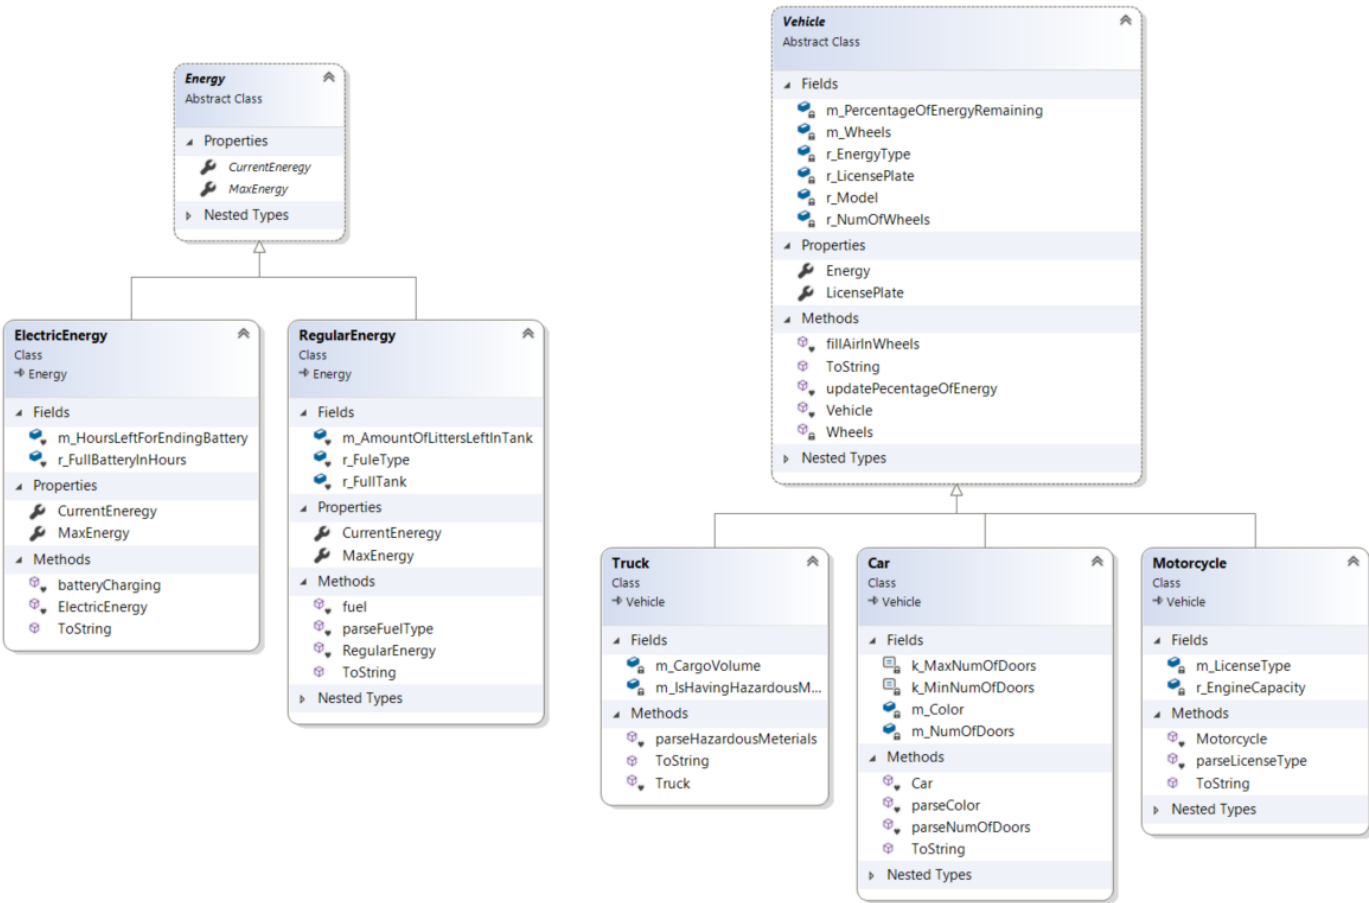 Energy
Abstract Class
Properties
CurrentEneregy
MaxEnergy
Nested Types
ElectricEnergy
Class
Energy
Fields
m_HoursLeftForEndingBattery
r_FullBatteryInHours
Properties
CurrentEneregy
MaxEnergy
Methods
batteryCharging
ElectricEnergy
ToString
RegularEnergy
Class
Energy
Fields
m_AmountOfLittersLeftInTank
r_FuleType
r_FullTank
Properties
CurrentEneregy
MaxEnergy
Methods
fuel
parseFuelType
RegularEnergy
ToString
Nested Types
Vehicle
Abstract Class
Fields
m_PercentageOfEnergyRemaining
m_Wheels
r_EnergyType
r_LicensePlate
r_Model
r_NumOfWheels
Properties
Energy
LicensePlate
Methods
fillAirInWheels
ToString
updatePecentageOfEnergy
Vehicle
Wheels
Nested Types
Truck
Class
Vehicle
Fields
m_CargoVolume
m_IsHavingHazardousM...
Methods
parseHazardousMeterials
ToString
Truck
Car
Class
Vehicle
Fields
k_MaxNumOfDoors
k_MinNumOfDoors
m_Color
m_NumOfDoors
Methods
Car
parseColor
parseNumOfDoors
ToString
Nested Types
Motorcycle
Class
Vehicle
Fields
m_LicenseType
r_EngineCapacity
Methods
Motorcycle
parseLicenseType
ToString
Nested Types